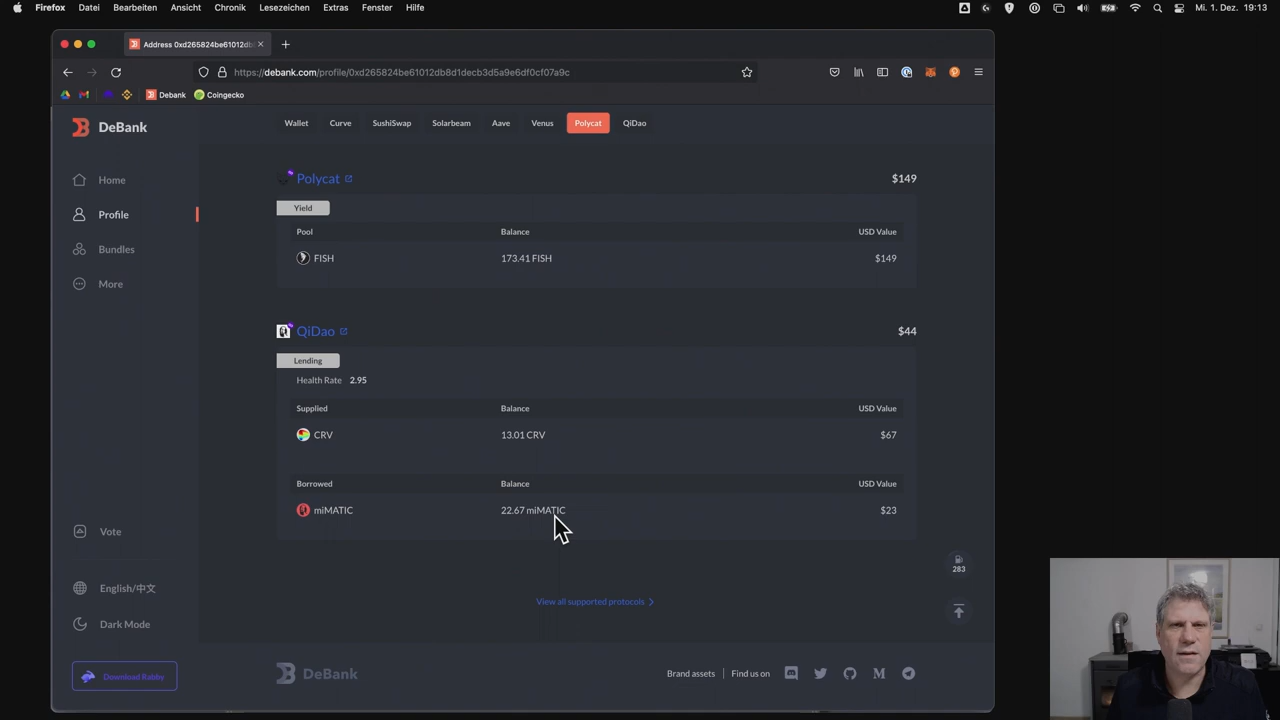 Firefox Datei Bearbeiten Ansicht Chronik Lesezeichen Extras Fenster Hilfe Mi. 1. Dez. 19:13
Address 0xd265824be61012db
https://debank.com/profile/0xd265824be61012db8d1decb3d5a9e6df0cf07a9c
Debank Coingecko
DeBank
Wallet Curve SushiSwap Solarbeam Aave Venus Polycat QiDao
Home
Profile
Bundles
More
Vote
English/中文
Dark Mode
Download Rabby
Polycat $149
Yield
Pool Balance USD Value
FISH 173.41 FISH $149
QiDao $44
Lending
Health Rate 2.95
Supplied Balance USD Value
CRV 13.01 CRV $67
Borrowed Balance USD Value
miMATIC 22.67 miMATIC $23
283
View all supported protocols
DeBank Brand assets Find us on